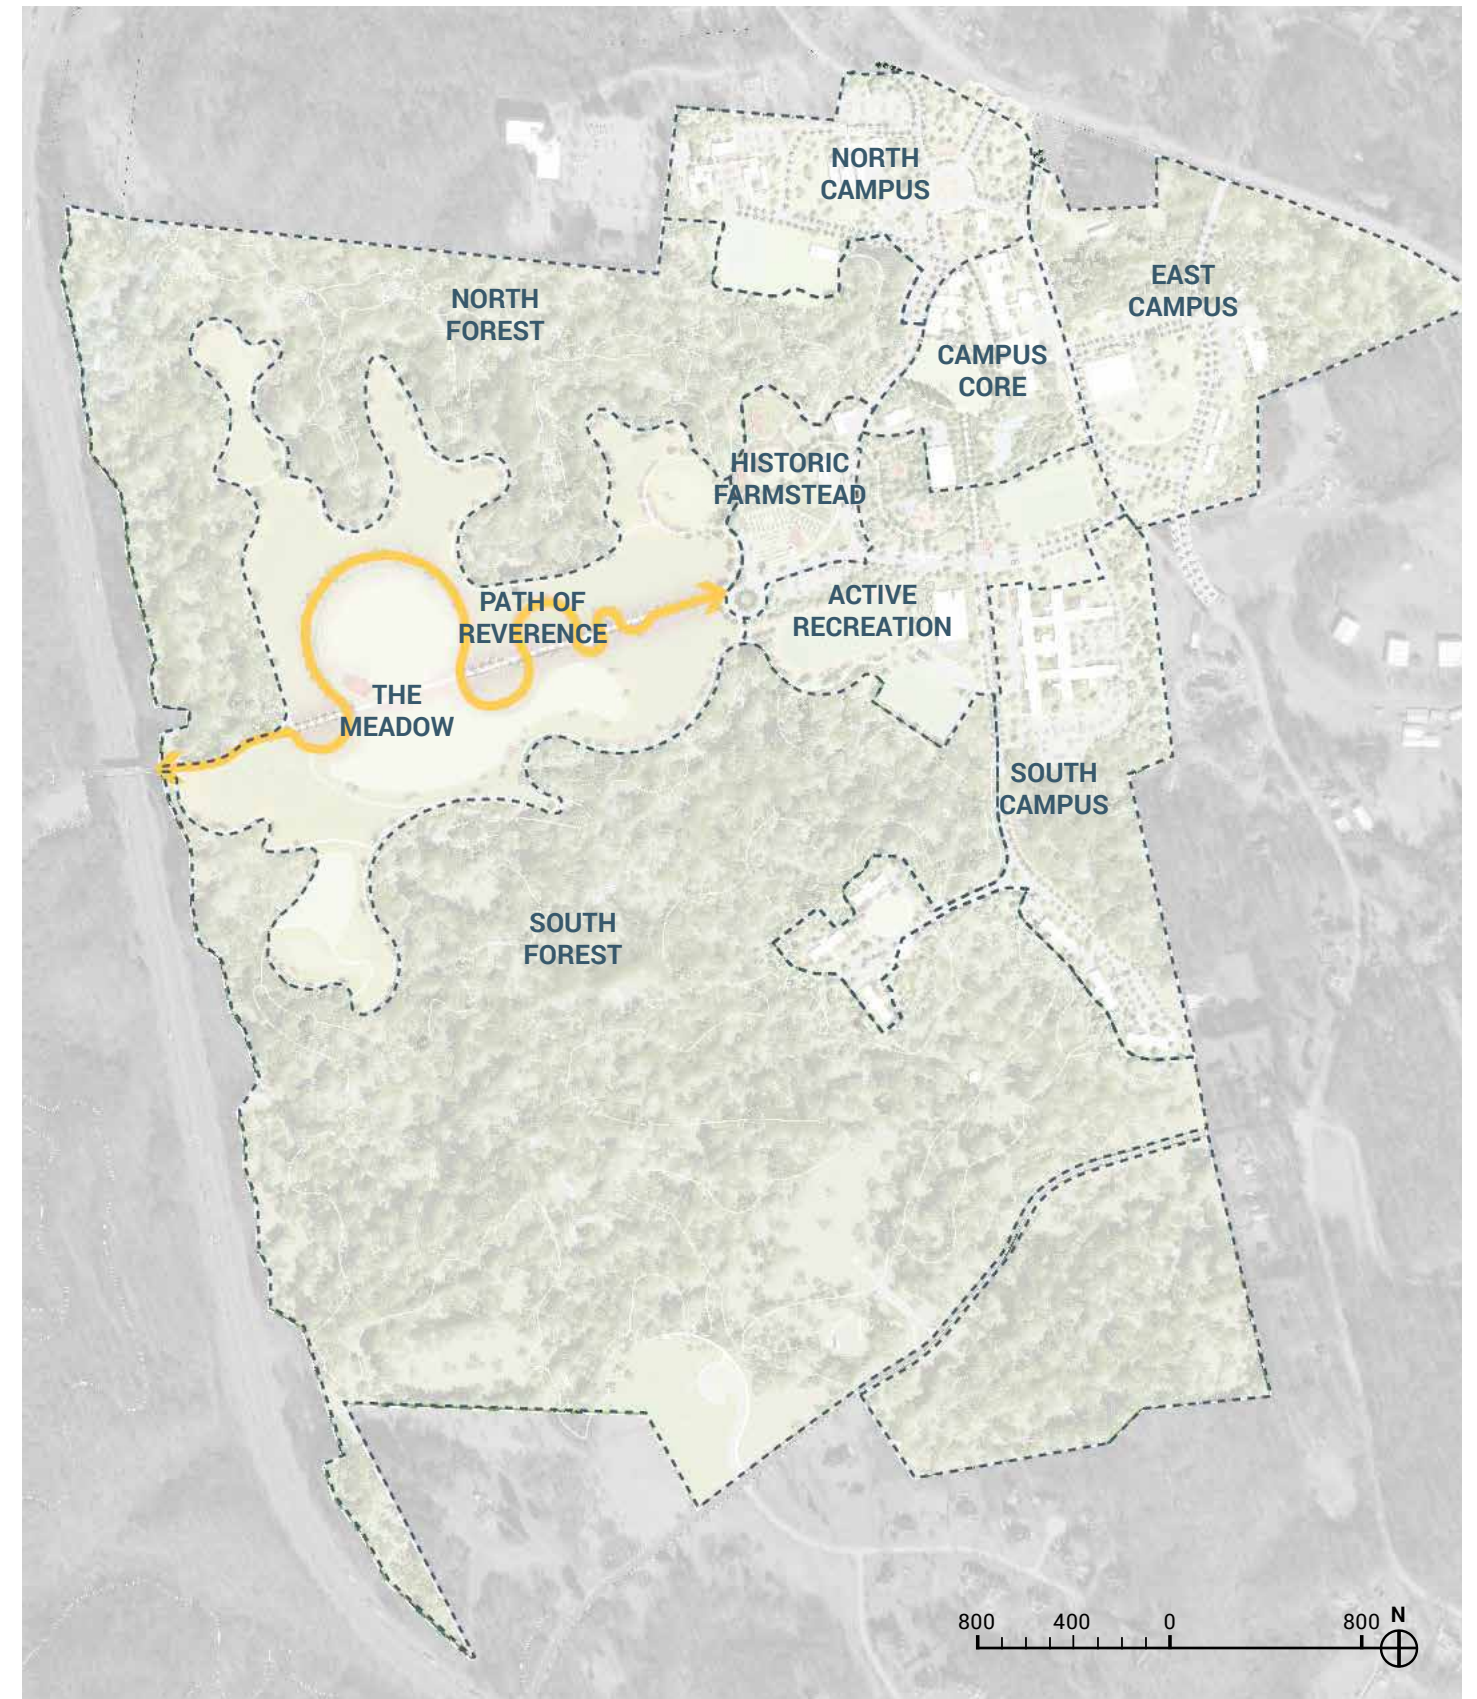 NORTH
CAMPUS
EAST
CAMPUS
NORTH
FOREST
CAMPUS
CORE
HISTORIC
FARMSTEAD
PATH OF
REVERENCE
ACTIVE
RECREATION
THE
MEADOW
SOUTH
CAMPUS
SOUTH
FOREST
800 400 0 800 N